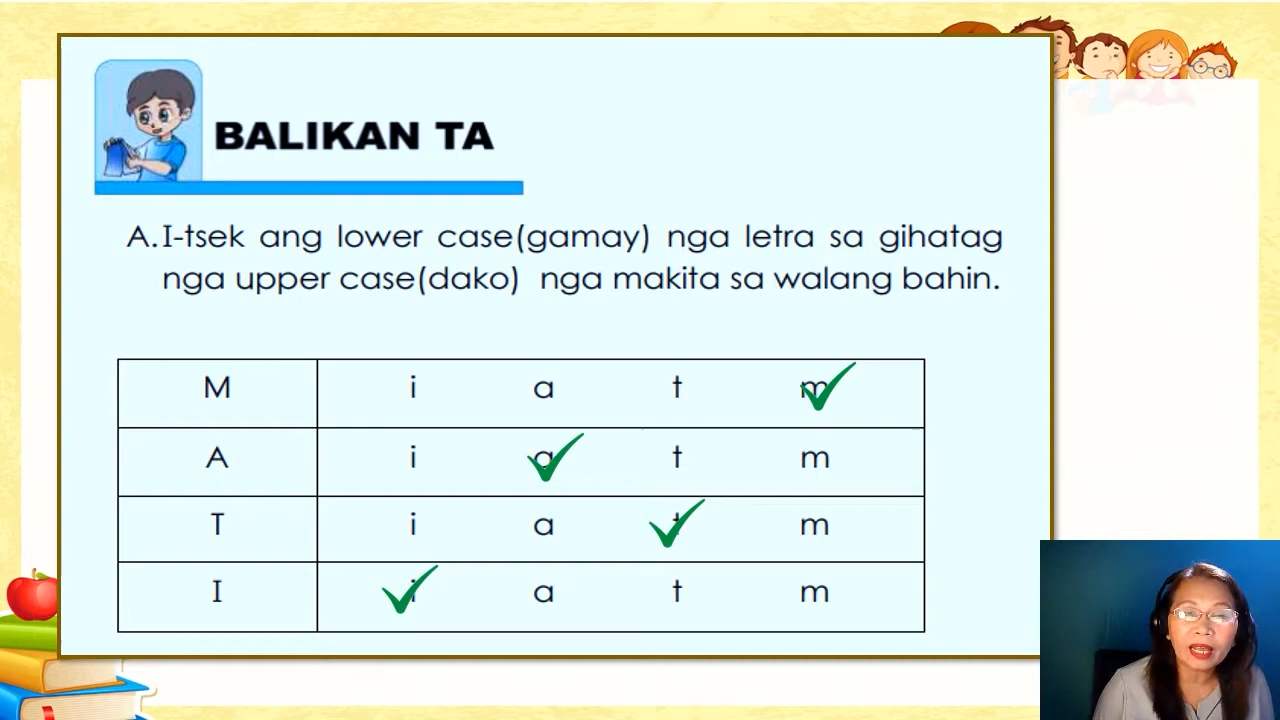 BALIKAN TA
A. I-tsek ang lower case(gamay) nga letra sa gihatag
nga upper case(dako) nga makita sa walang bahin.
M i a t m
A i a t m
T i a t m
I i a t m